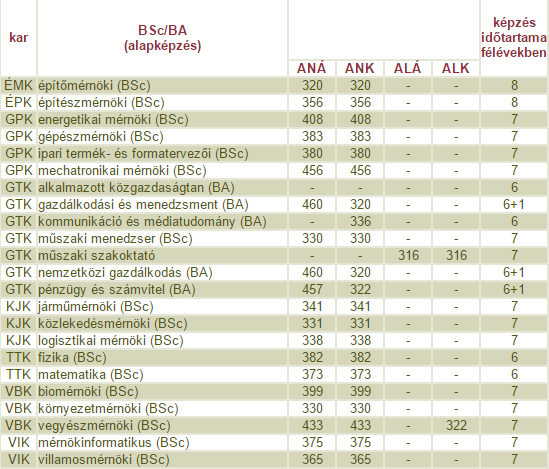 kar BSc/BA (alapképzés) képzés időtartama félévekben
ANÁ ANK ALÁ ALK
ÉMK építőmérnöki (BSc) 320 320 - - 8
ÉPK építészmérnöki (BSc) 356 356 - - 8
GPK energetikai mérnöki (BSc) 408 408 - - 7
GPK gépészmérnöki (BSc) 383 383 - - 7
GPK ipari termék- és formatervezői (BSc) 380 380 - - 7
GPK mechatronikai mérnöki (BSc) 456 456 - - 7
GTK alkalmazott közgazdaságtan (BA) - - - - 6
GTK gazdálkodási és menedzsment (BA) 460 320 - - 6+1
GTK kommunikáció és médiatudomány (BA) - 336 - - 6
GTK műszaki menedzser (BSc) 330 330 - - 7
GTK műszaki szakoktató - - 316 316 7
GTK nemzetközi gazdálkodás (BA) 460 320 - - 6+1
GTK pénzügy és számvitel (BA) 457 322 - - 6+1
KJK járműmérnöki (BSc) 341 341 - - 7
KJK közlekedésmérnöki (BSc) 331 331 - - 7
KJK logisztikai mérnöki (BSc) 338 338 - - 7
TTK fizika (BSc) 382 382 - - 6
TTK matematika (BSc) 373 373 - - 6
VBK biomérnöki (BSc) 399 399 - - 7
VBK környezetmérnöki (BSc) 330 330 - - 7
VBK vegyészmérnöki (BSc) 433 433 - 322 7
VIK mérnökinformatikus (BSc) 375 375 - - 7
VIK villamosmérnöki (BSc) 365 365 - - 7